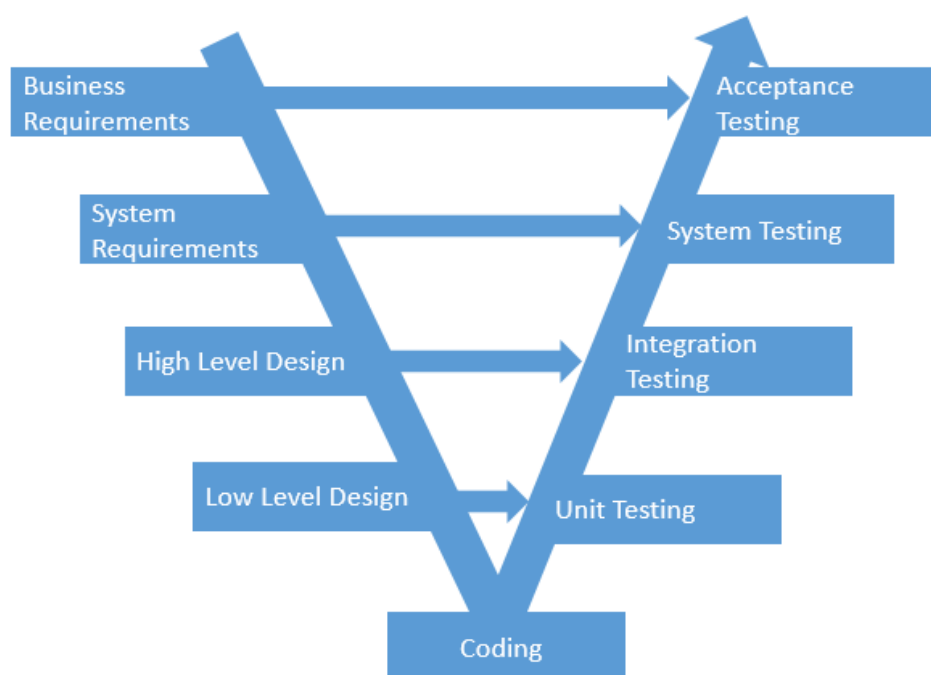 Business
Requirements
Acceptance
Testing
System
Requirements
System Testing
High Level Design
Integration
Testing
Low Level Design
Unit Testing
Coding